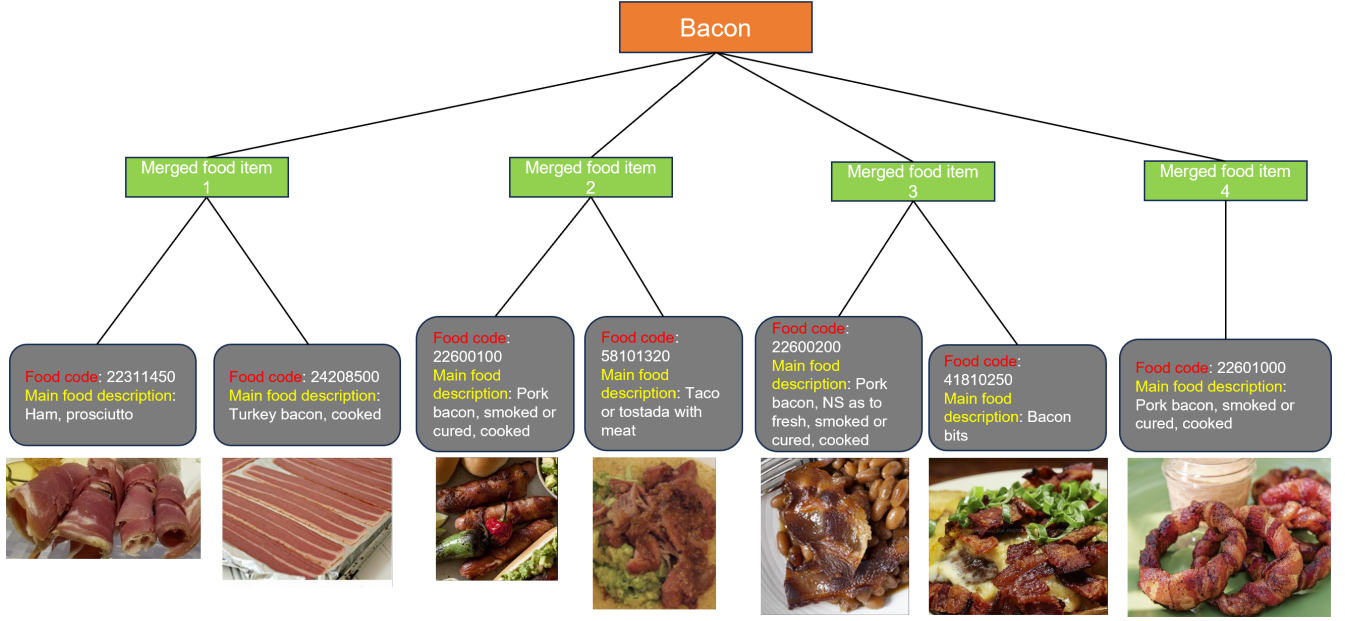 Bacon
Merged food item
1
Merged food item
2
Merged food item
3
Merged food item
4
Food code: 22311450
Main food description:
Ham, prosciutto
Food code: 24208500
Main food description:
Turkey bacon, cooked
Food code:
22600100
Main food
description: Pork
bacon, smoked or
cured, cooked
Food code:
58101320
Main food
description: Taco
or tostada with
meat
Food code:
22600200
Main food
description: Pork
bacon, NS as to
fresh, smoked or
cured, cooked
Food code:
41810250
Main food
description: Bacon
bits
Food code: 22601000
Main food description:
Pork bacon, smoked or
cured, cooked